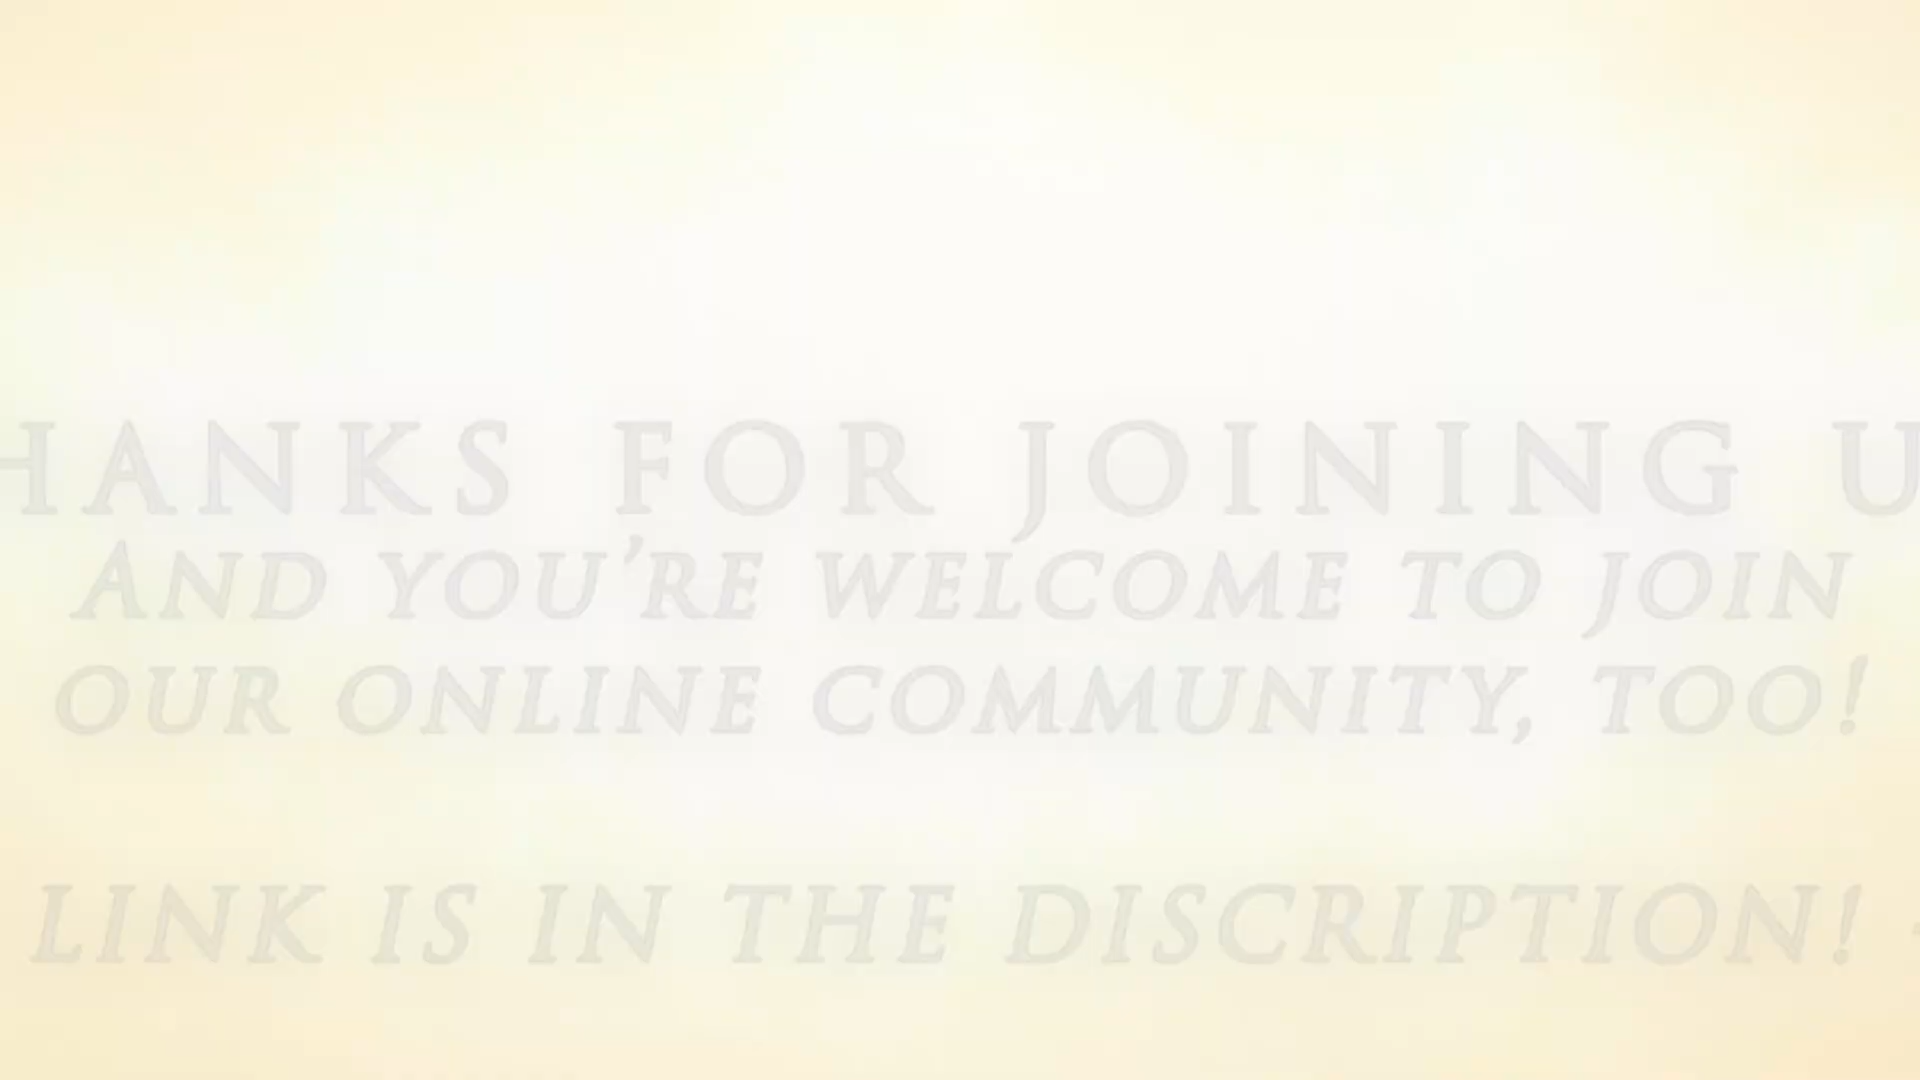 HANKS FOR JOINING U
AND YOU'RE WELCOME TO JOIN
OUR ONLINE COMMUNITY, TOO!
LINK IS IN THE DISCRIPTION!